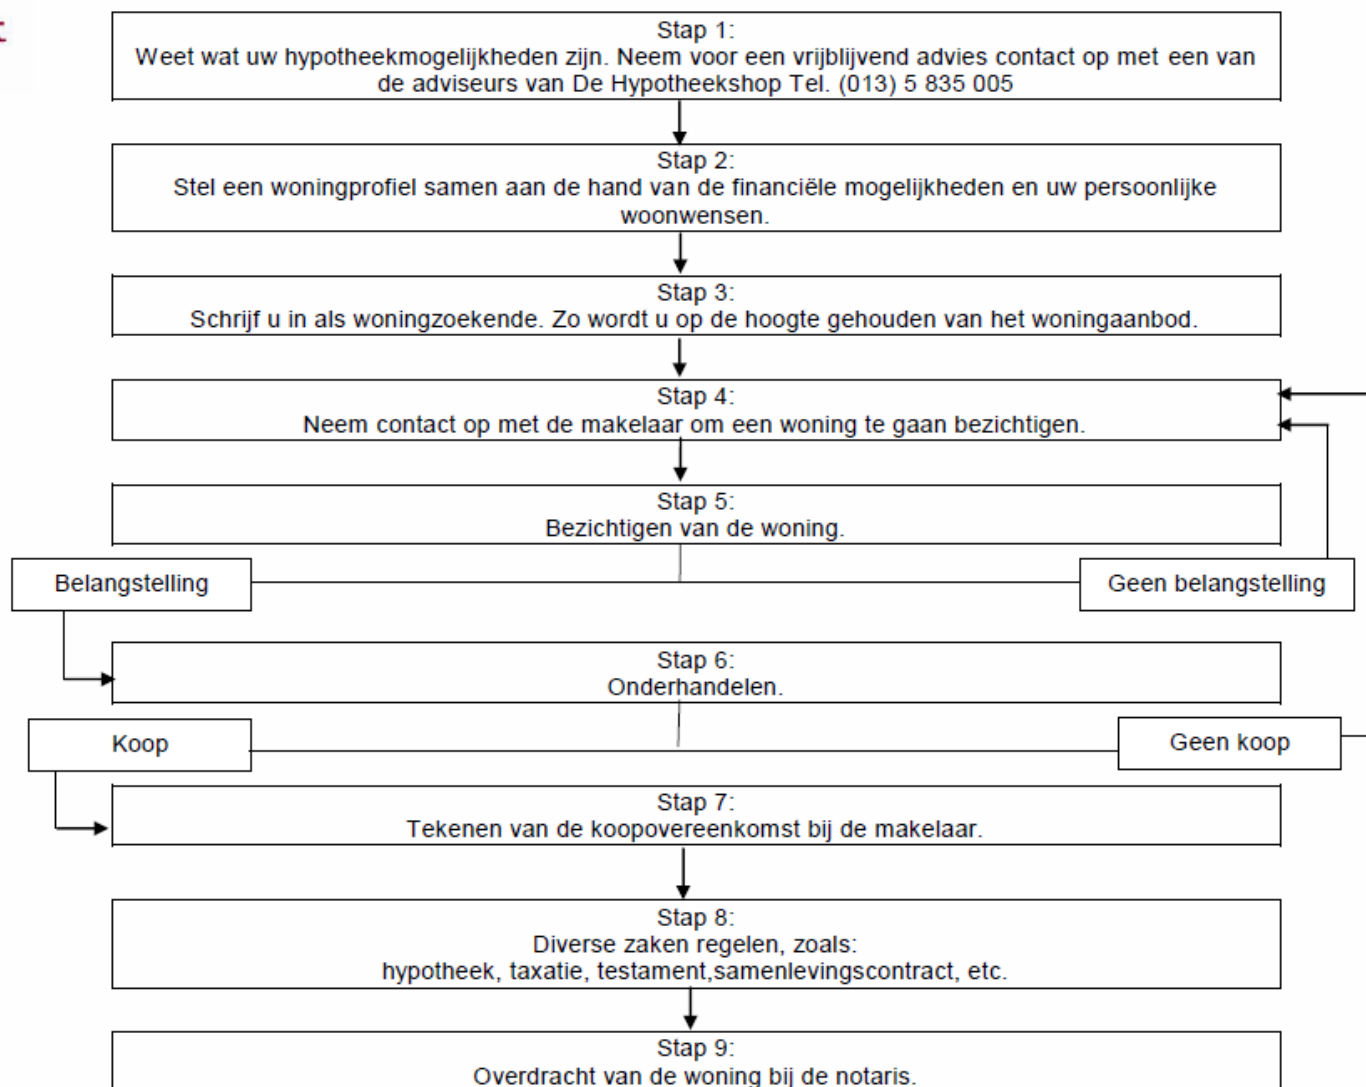 Stap 1:
Weet wat uw hypotheekmogelijkheden zijn. Neem voor een vrijblijvend advies contact op met een van
de adviseurs van De Hypotheekshop Tel. (013) 5 835 005
Stap 2:
Stel een woningprofiel samen aan de hand van de financiële mogelijkheden en uw persoonlijke
woonwensen.
Stap 3:
Schrijf u in als woningzoekende. Zo wordt u op de hoogte gehouden van het woningaanbod.
Stap 4:
Neem contact op met de makelaar om een woning te gaan bezichtigen.
Stap 5:
Bezichtigen van de woning.
Belangstelling
Geen belangstelling
Stap 6:
Onderhandelen.
Koop
Geen koop
Stap 7:
Tekenen van de koopovereenkomst bij de makelaar.
Stap 8:
Diverse zaken regelen, zoals:
hypotheek, taxatie, testament,samenlevingscontract, etc.
Stap 9:
Overdracht van de woning bij de notaris.